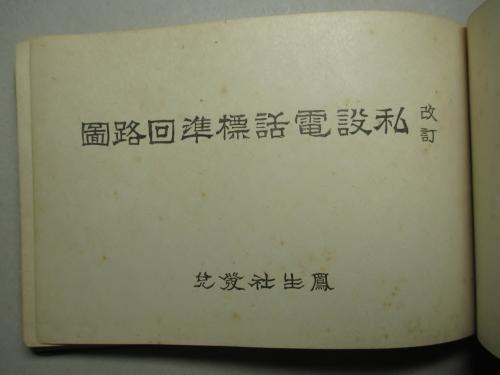 改訂
私設電話標準回路圖
鳳生社發兌